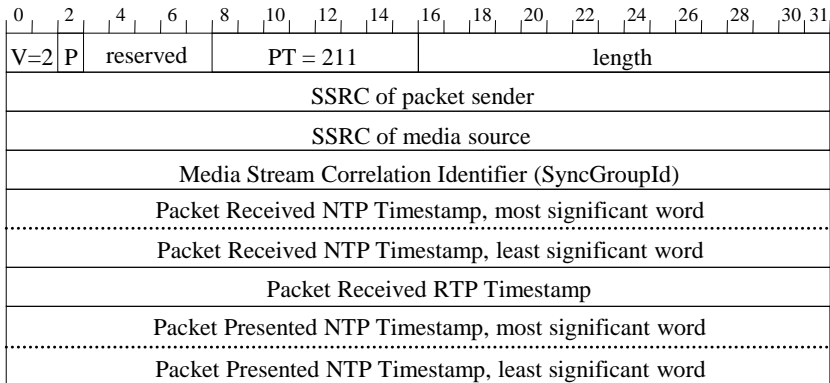 0 2 4 6 8 10 12 14 16 18 20 22 24 26 28 30 31
V=2 P reserved PT = 211 length
SSRC of packet sender
SSRC of media source
Media Stream Correlation Identifier (SyncGroupId)
Packet Received NTP Timestamp, most significant word
Packet Received NTP Timestamp, least significant word
Packet Received RTP Timestamp
Packet Presented NTP Timestamp, most significant word
Packet Presented NTP Timestamp, least significant word